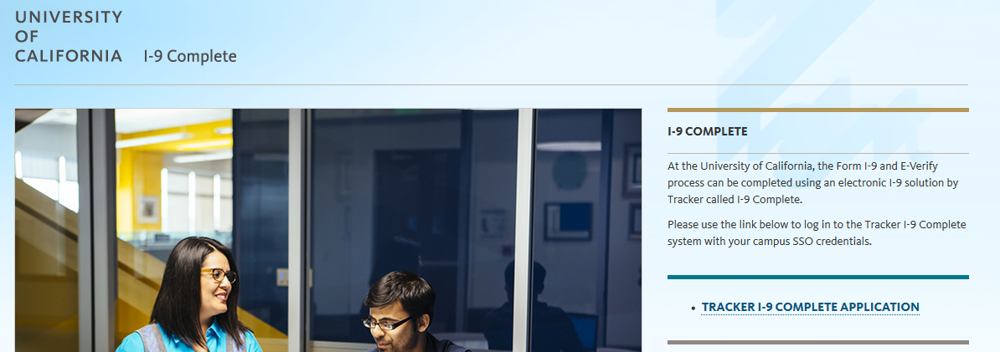 UNIVERSITY
OF
CALIFORNIA I-9 Complete
I-9 COMPLETE
At the University of California, the Form I-9 and E-Verify
process can be completed using an electronic I-9 solution by
Tracker called I-9 Complete.
Please use the link below to log in to the Tracker I-9 Complete
system with your campus SSO credentials.
• TRACKER I-9 COMPLETE APPLICATION